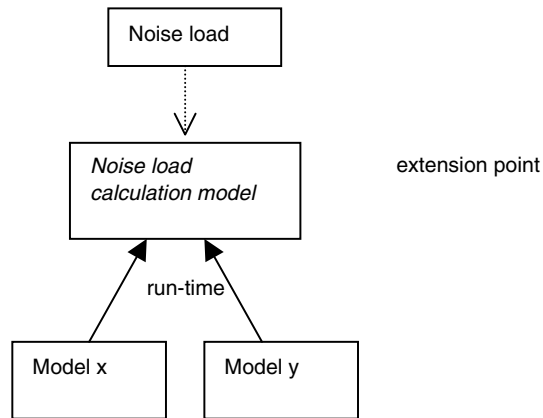 Noise load
Noise load
calculation model
extension point
run-time
Model x
Model y